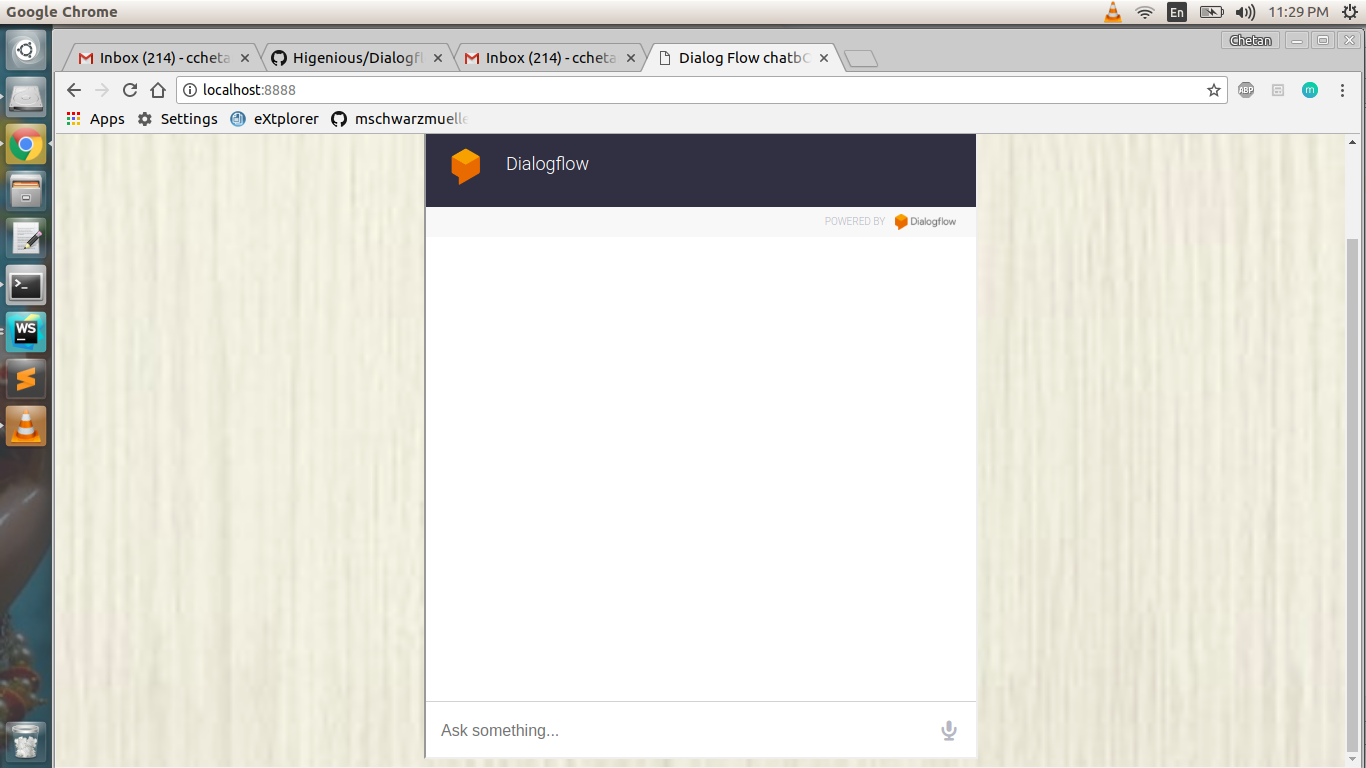 Google Chrome
En
11:29 PM
Chetan
Inbox (214) - ccheta
Higenious/Dialogfl
Inbox (214) - ccheta
Dialog Flow chatb
localhost:8888
ABP
m
Apps
Settings
eXtplorer
mschwarzmuelle
Dialogflow
POWERED BY
Dialogflow
WS
Ask something...